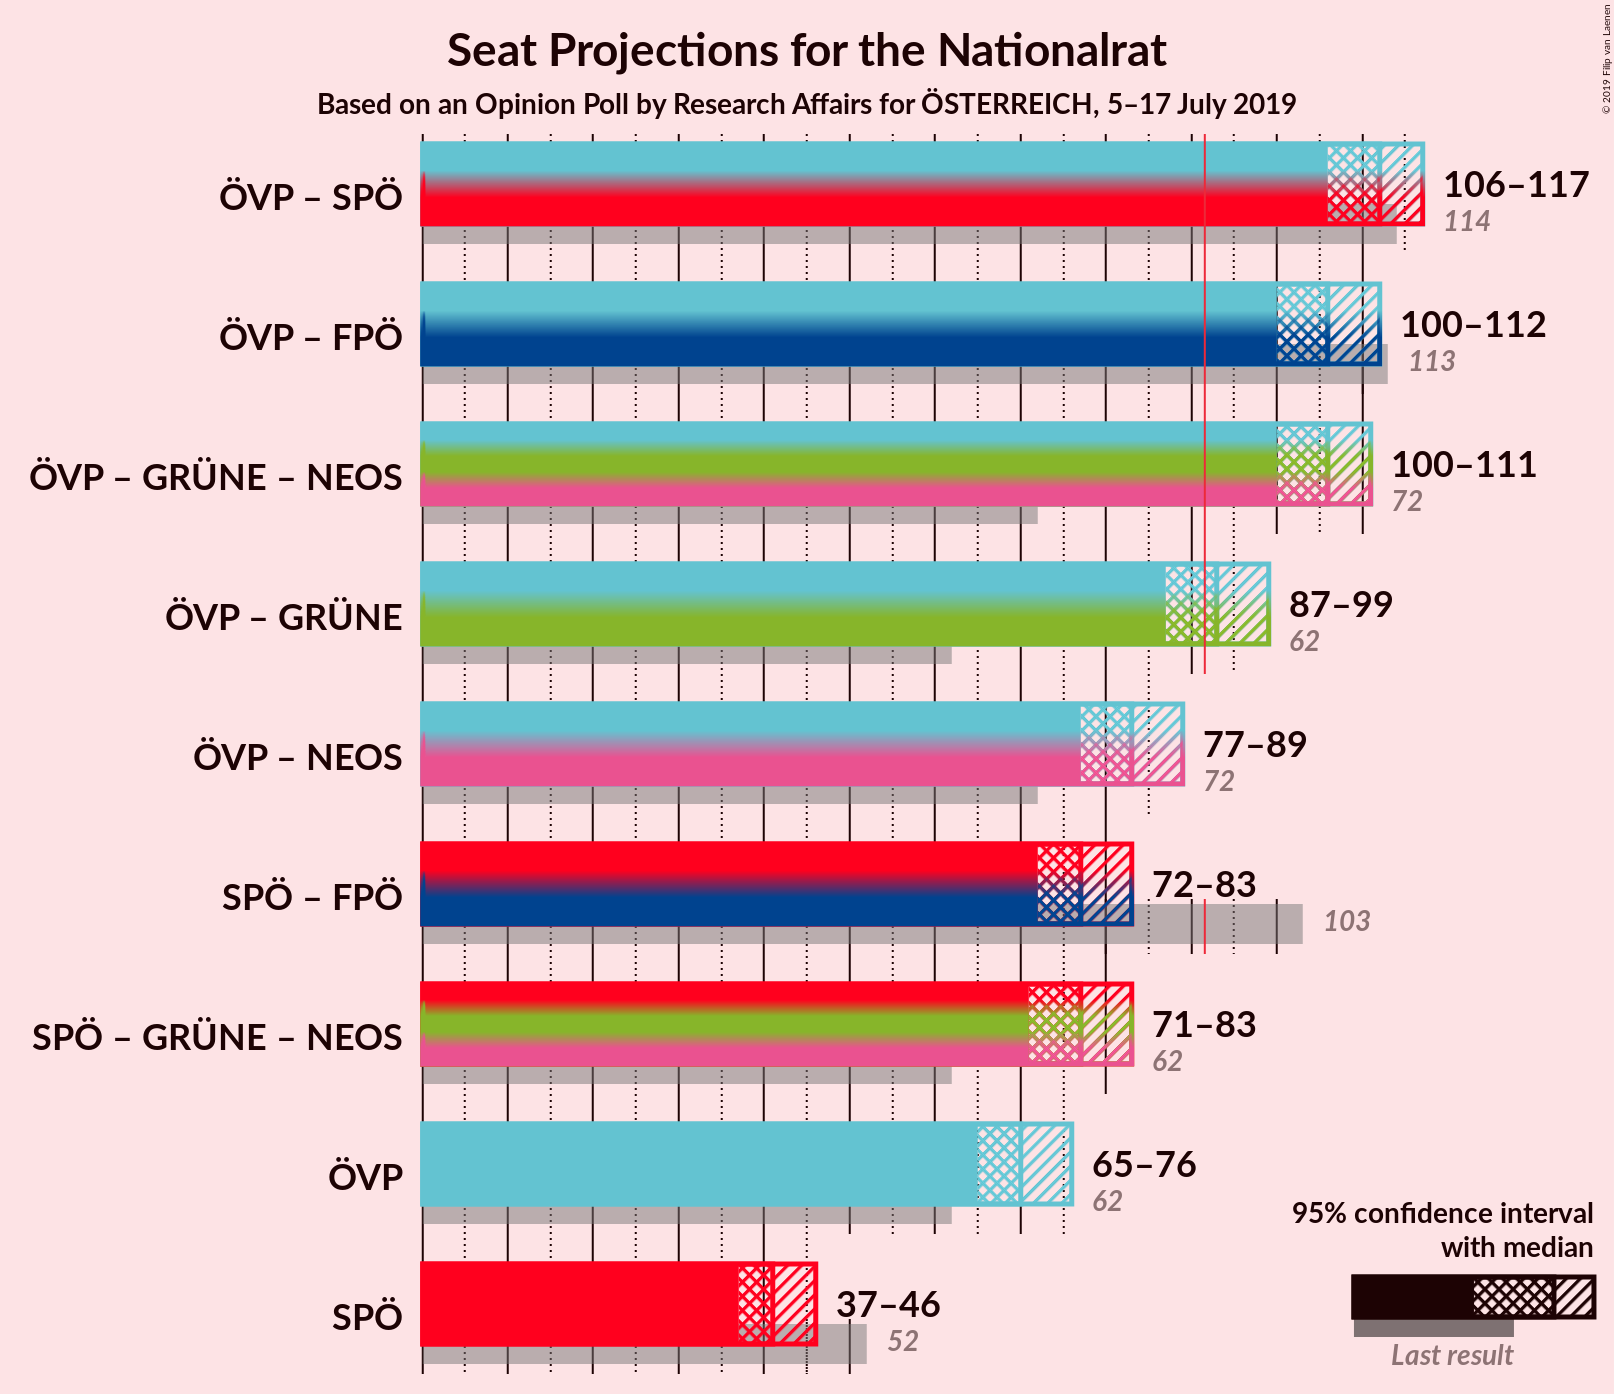 Seat Projections for the Nationalrat
Based on an Opinion Poll by Research Affairs for ÖSTERREICH, 5–17 July 2019
© 2019 Filip van Laenen
ÖVP – SPÖ
106–117
114
ÖVP – FPÖ
100–112
113
ÖVP – GRÜNE – NEOS
100–111
72
ÖVP – GRÜNE
87–99
62
ÖVP – NEOS
77–89
72
SPÖ – FPÖ
72–83
103
SPÖ – GRÜNE – NEOS
71–83
62
ÖVP
65–76
62
SPÖ
37–46
52
95% confidence interval
with median
Last result